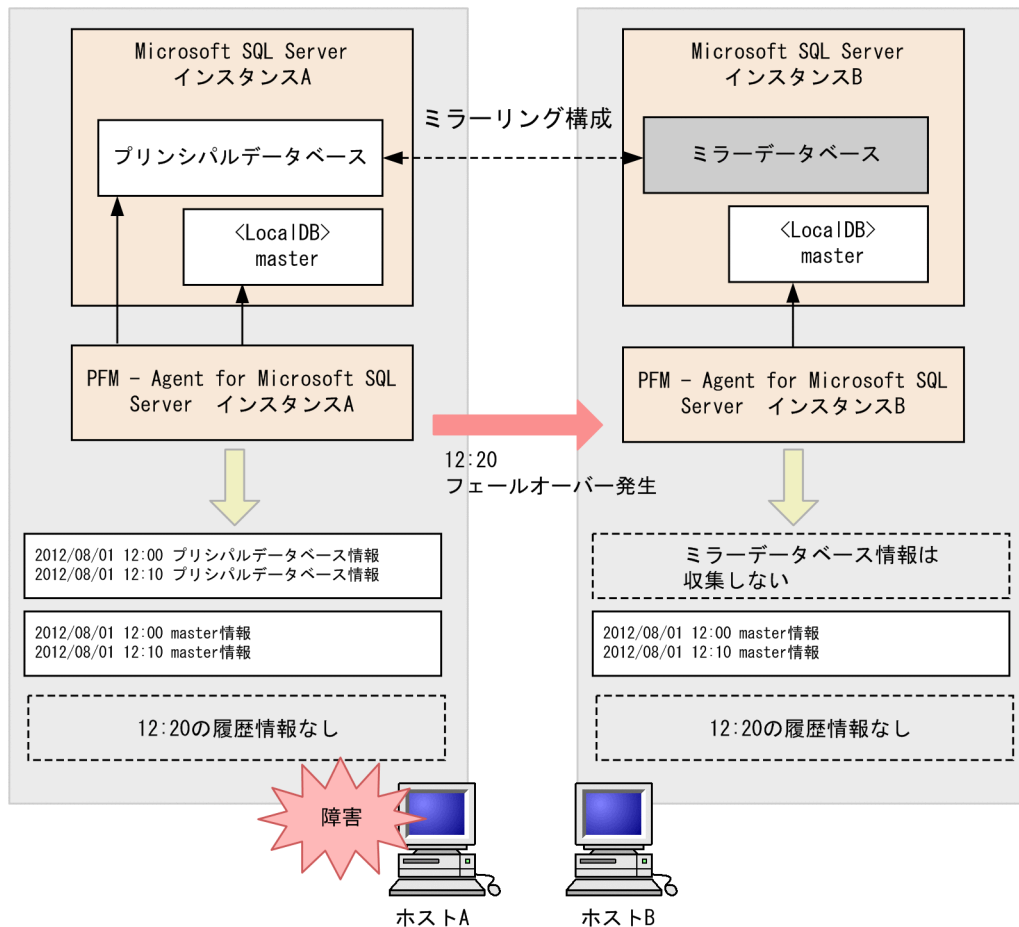 Microsoft SQL Server
インスタンスA
プリンシパルデータベース
<LocalDB>
master
PFM - Agent for Microsoft SQL
Server インスタンスA
ミラーリング構成
Microsoft SQL Server
インスタンスB
ミラーデータベース
<LocalDB>
master
PFM - Agent for Microsoft SQL
Server インスタンスB
12:20
フェールオーバー発生
2012/08/01 12:00 プリシパルデータベース情報
2012/08/01 12:10 プリシパルデータベース情報
2012/08/01 12:00 master情報
2012/08/01 12:10 master情報
12:20の履歴情報なし
ミラーデータベース情報は
収集しない
2012/08/01 12:00 master情報
2012/08/01 12:10 master情報
12:20の履歴情報なし
障害
ホストA
ホストB